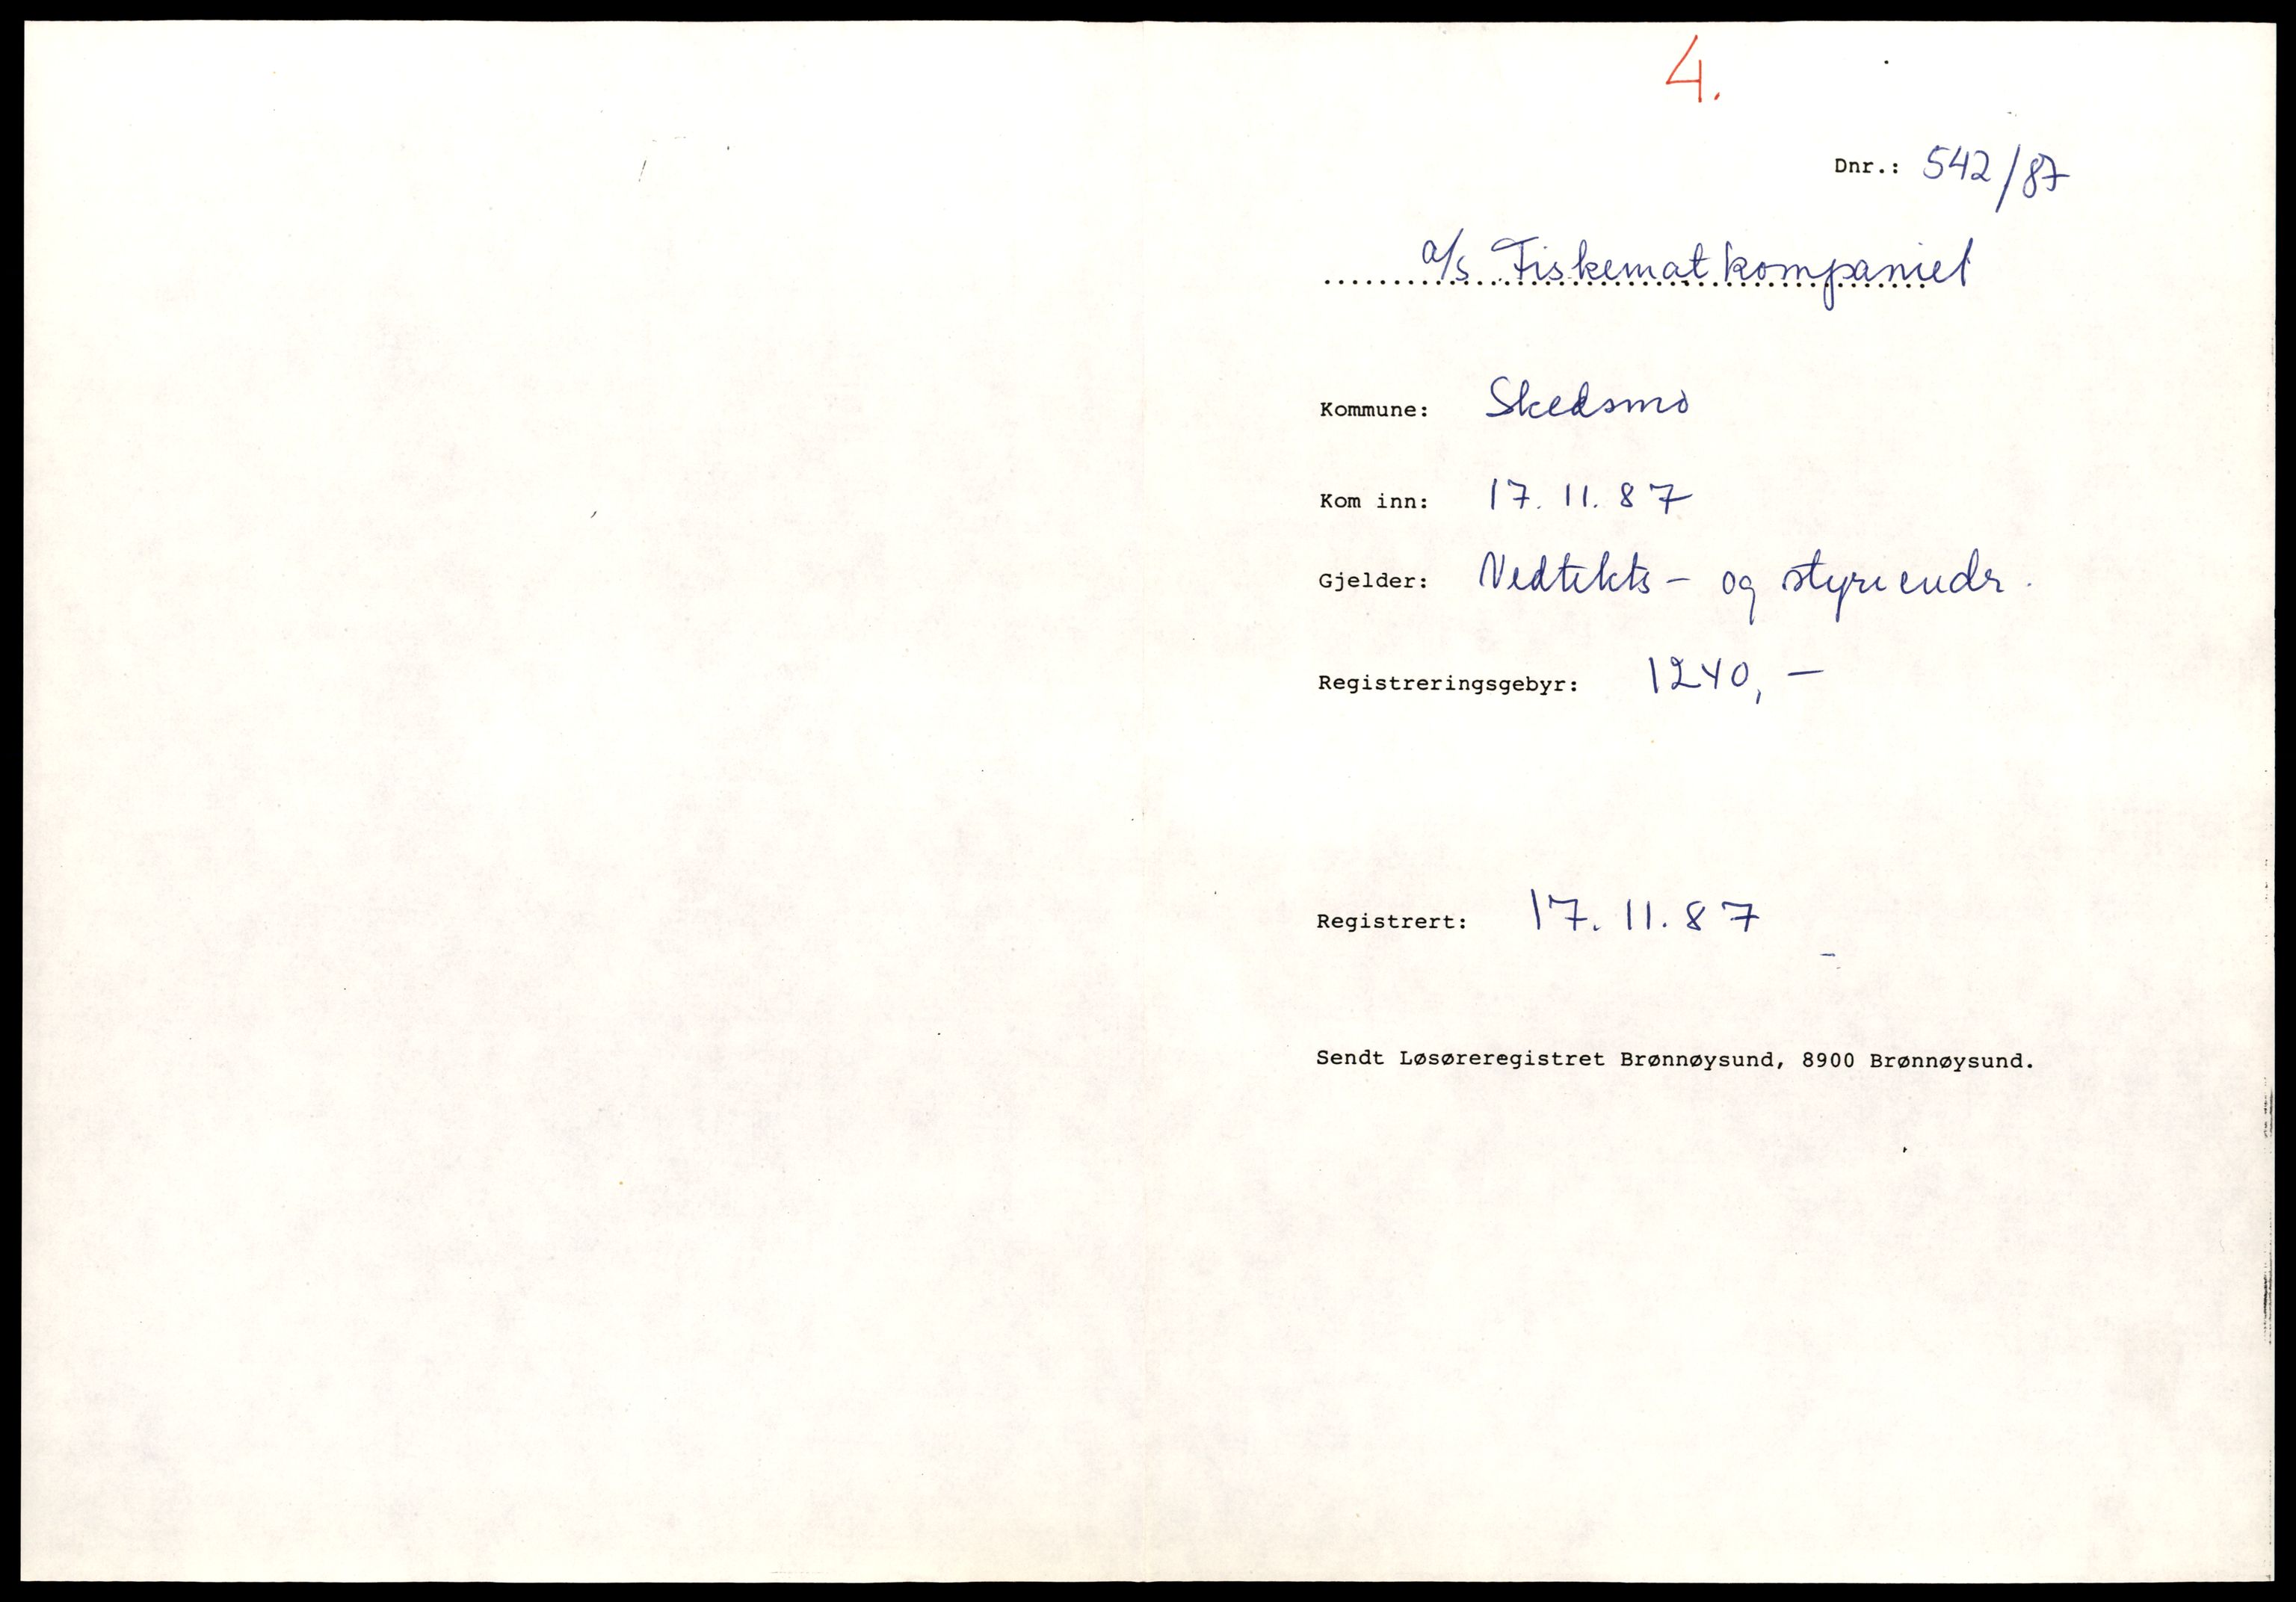 4.
Dnr.: 542/87
a/s Fiskematkompaniet
Kommune: Skedsmo
Kom inn: 17.11.87
Gjelder: Vedtekts- og styreendr.
Registreringsgebyr: 1240,-
Registrert: 17.11.87
Sendt Løsøreregistret Brønnøysund, 8900 Brønnøysund.